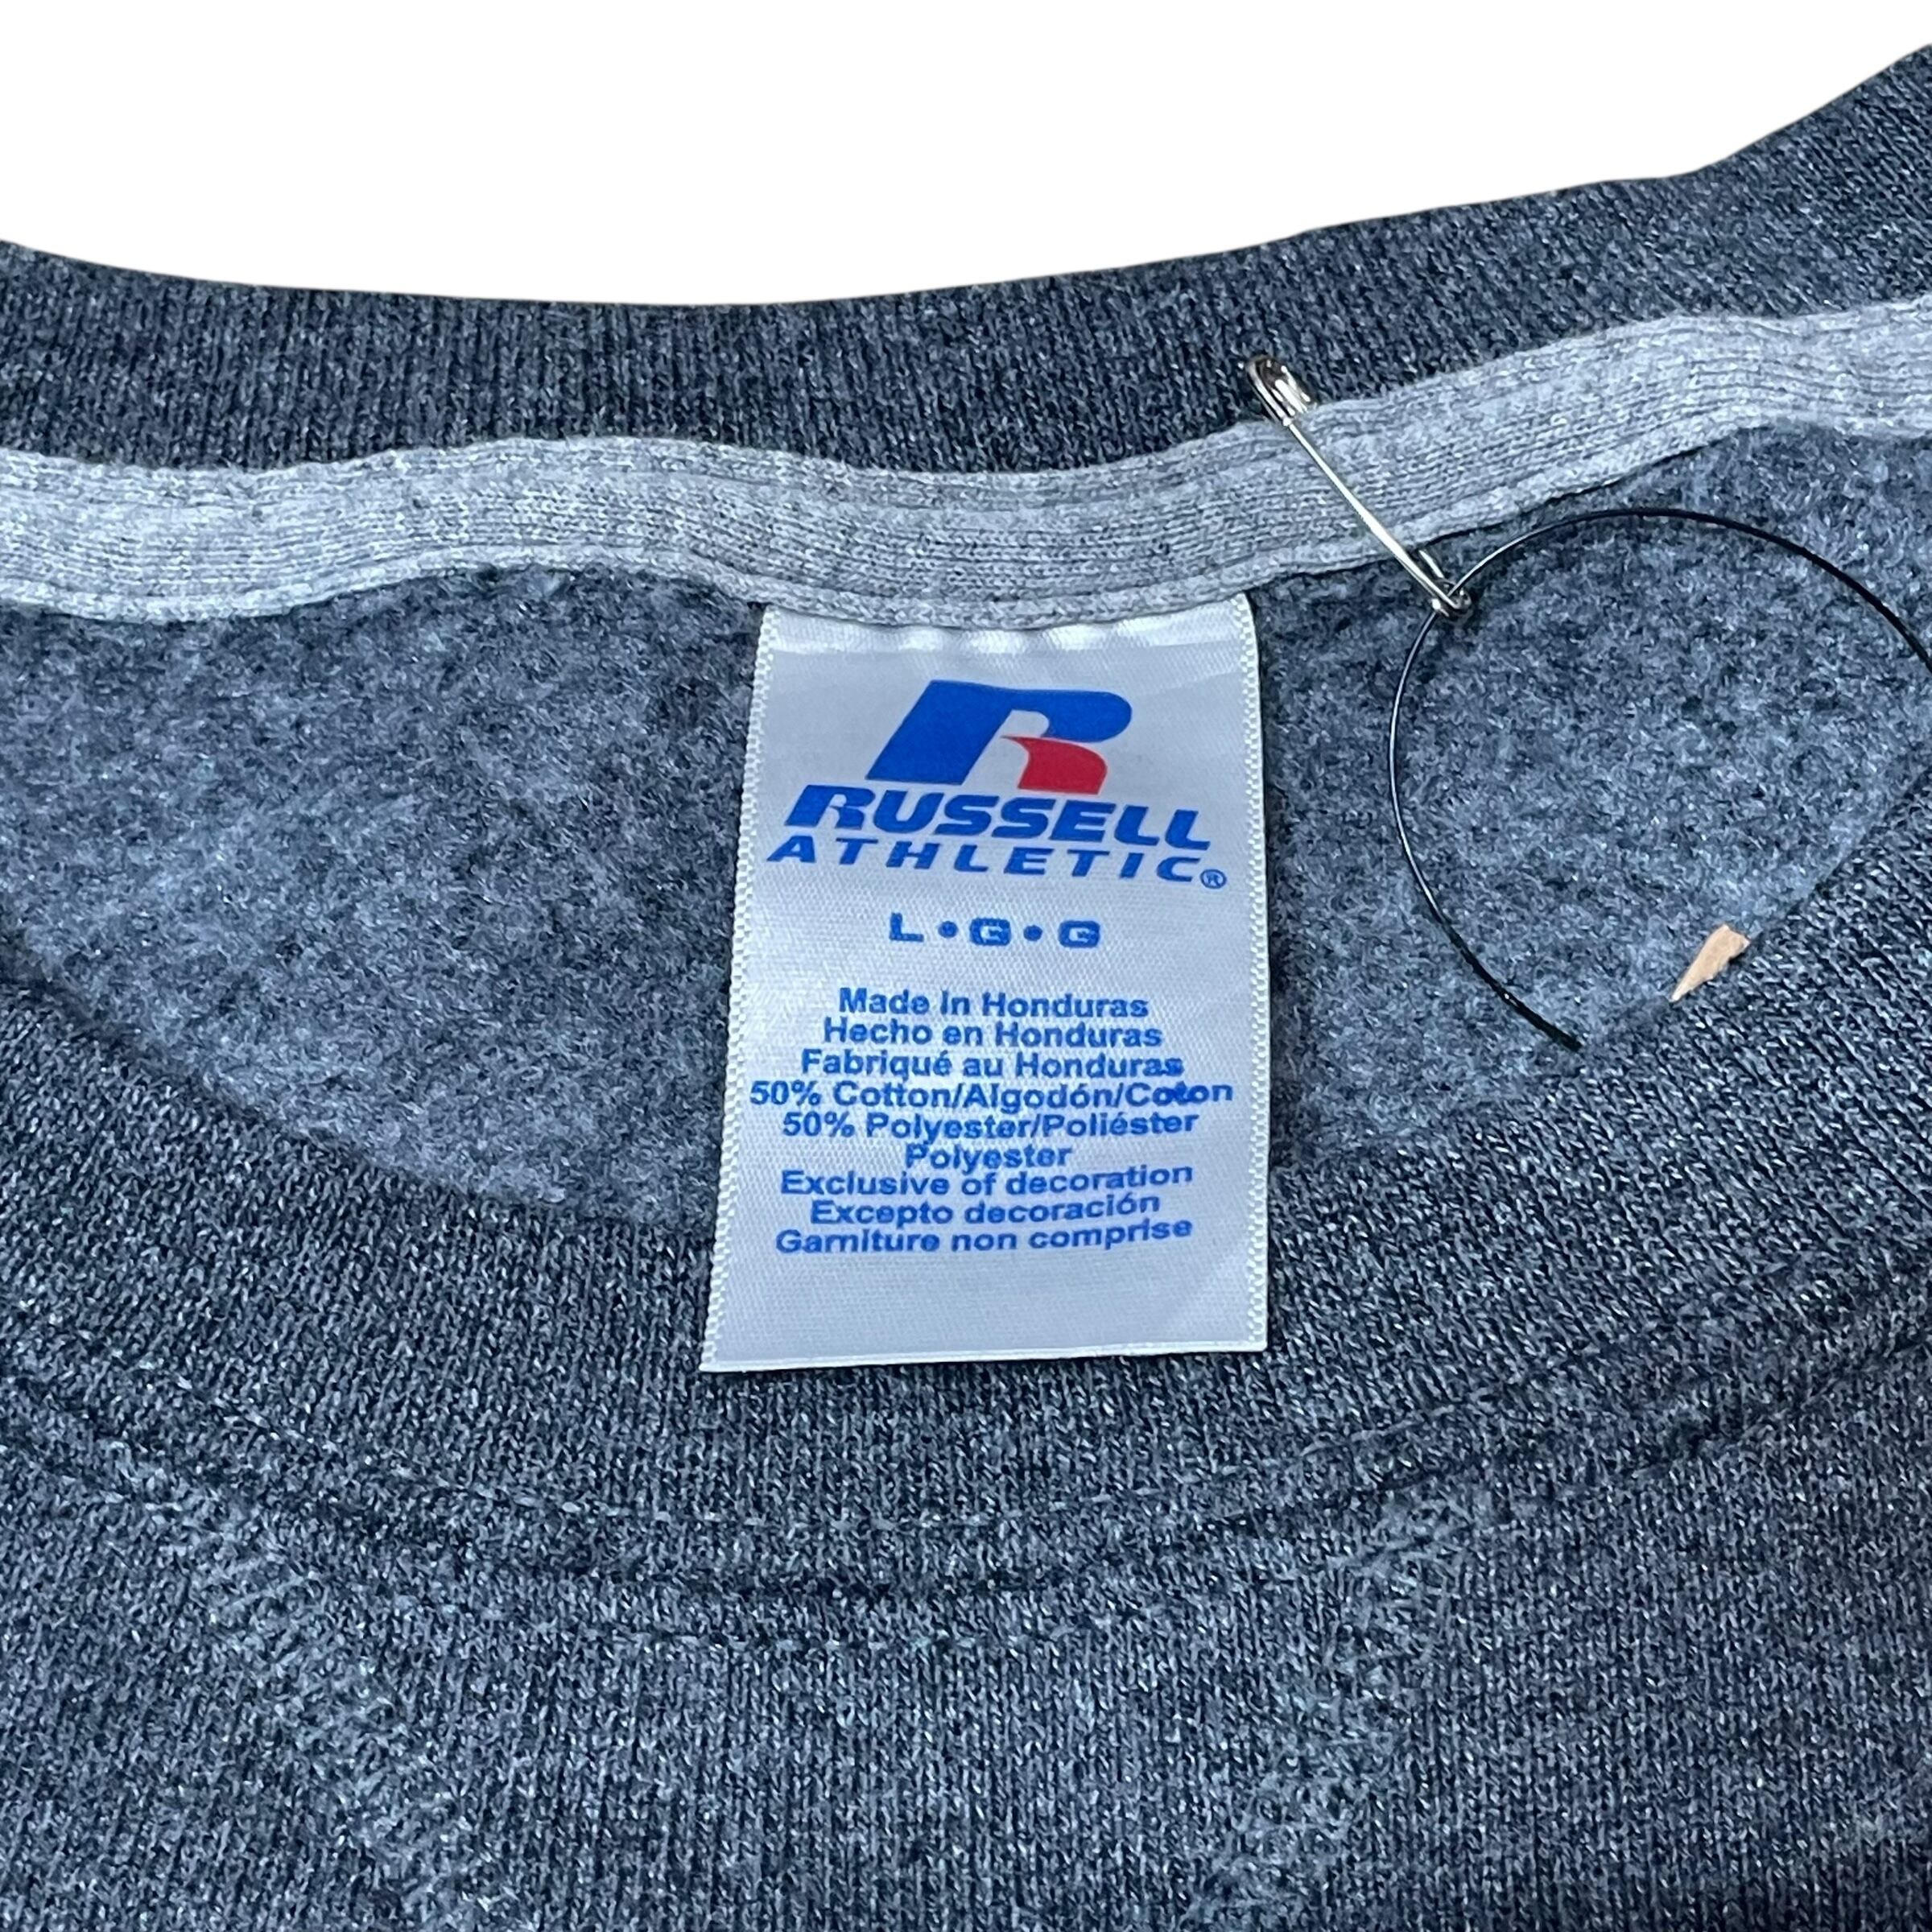 RUSSELL
ATHLETIC®
L•G•G
Made in Honduras
Hecho en Honduras
Fabriqué au Honduras
50% Cotton/Algodón/Coton
50% Polyester/Poliéster
Polyester
Exclusive of decoration
Excepto decoración
Garniture non comprise